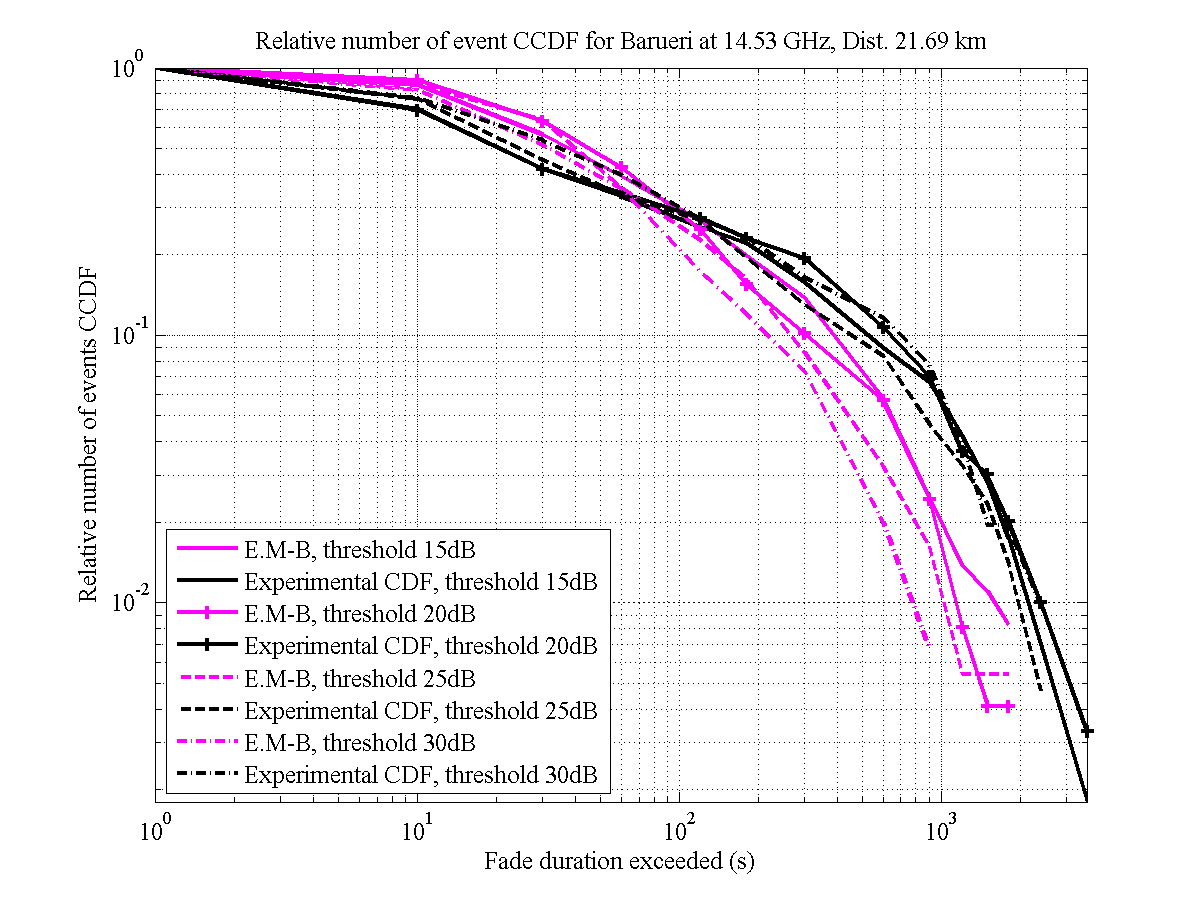 Relative number of event CCDF for Barueri at 14.53 GHz, Dist. 21.69 km
Relative number of events CCDF
10^0
10^-1
10^-2
E.M-B, threshold 15dB
Experimental CDF, threshold 15dB
E.M-B, threshold 20dB
Experimental CDF, threshold 20dB
E.M-B, threshold 25dB
Experimental CDF, threshold 25dB
E.M-B, threshold 30dB
Experimental CDF, threshold 30dB
10^0 10^1 10^2 10^3
Fade duration exceeded (s)